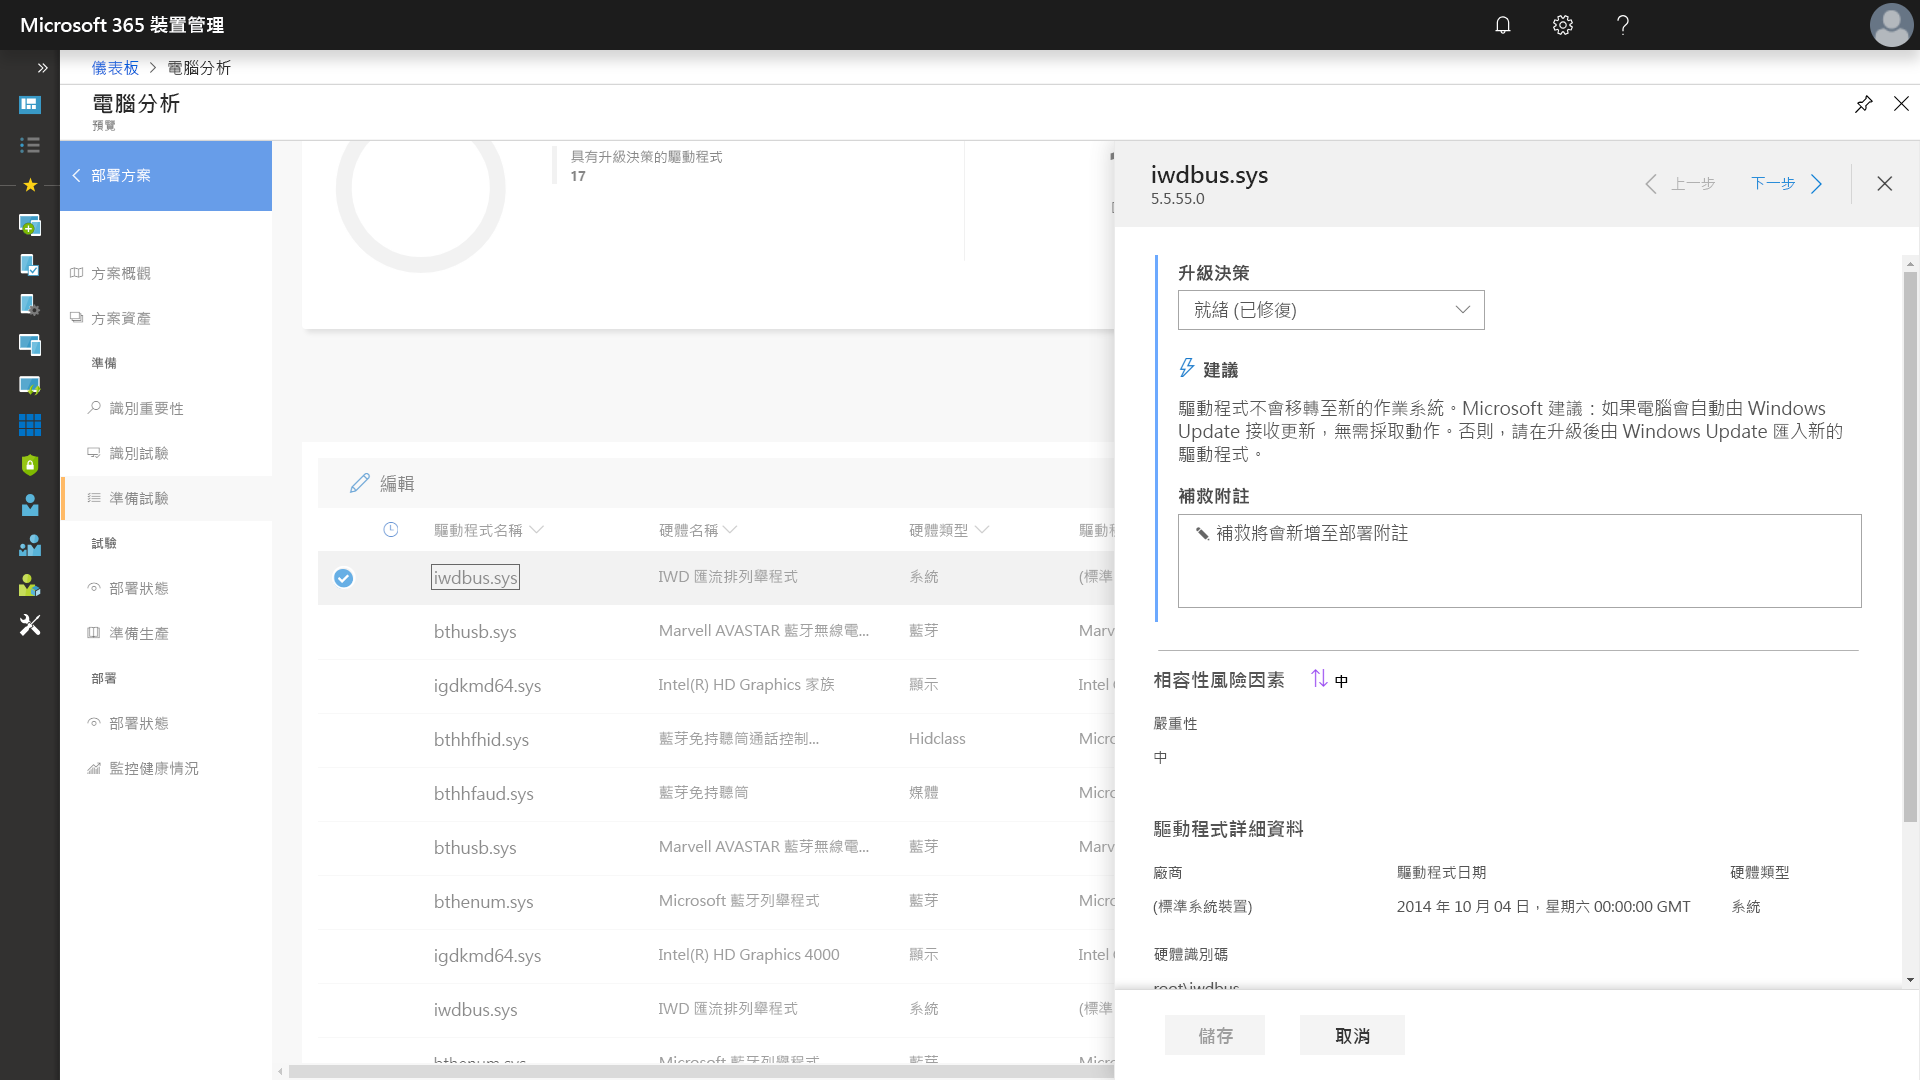 Microsoft 365 裝置管理
儀表板 > 電腦分析
電腦分析
預覽
部署方案
方案概觀
方案資產
準備
識別重要性
識別試驗
準備試驗
試驗
部署狀態
準備生產
部署
部署狀態
監控健康情況
具有升級決策的驅動程式
17
編輯
驅動程式名稱 硬體名稱 硬體類型
iwdbus.sys IWD 匯流排列舉程式 系統 (標準
bthusb.sys Marvell AVASTAR 藍牙無線電... 藍芽 Marv
igdkmd64.sys Intel(R) HD Graphics 家族 顯示 Intel
bthhfhid.sys 藍芽免持聽筒通話控制... Hidclass Micro
bthhfaud.sys 藍芽免持聽筒 媒體 Micro
bthusb.sys Marvell AVASTAR 藍芽無線電... 藍芽 Marv
bthenum.sys Microsoft 藍牙列舉程式 藍芽 Micro
igdkmd64.sys Intel(R) HD Graphics 4000 顯示 Intel
iwdbus.sys IWD 匯流排列舉程式 系統 (標準
bthenum.sys Microsoft 藍牙列舉程式 藍芽 Micro
iwdbus.sys
5.5.55.0
上一步 下一步
升級決策
就緒 (已修復)
建議
驅動程式不會移轉至新的作業系統。Microsoft 建議：如果電腦會自動由 Windows
Update 接收更新，無需採取動作。否則，請在升級後由 Windows Update 匯入新的
驅動程式。
補救附註
補救將會新增至部署附註
相容性風險因素 中
嚴重性
中
驅動程式詳細資料
廠商 驅動程式日期 硬體類型
(標準系統裝置) 2014 年 10 月 04 日，星期六 00:00:00 GMT 系統
硬體識別碼
root\iwdbus
儲存 取消